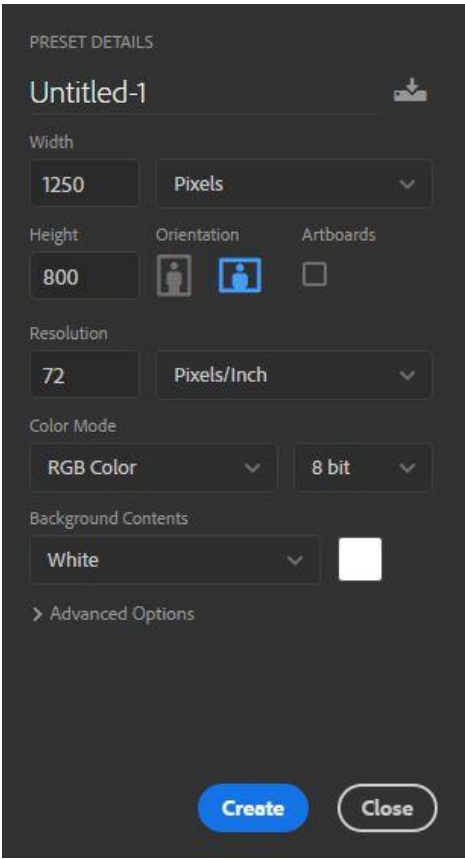 PRESET DETAILS
Untitled-1
Width
1250 Pixels
Height Orientation Artboards
800
Resolution
72 Pixels/Inch
Color Mode
RGB Color 8 bit
Background Contents
White
Advanced Options
Create Close